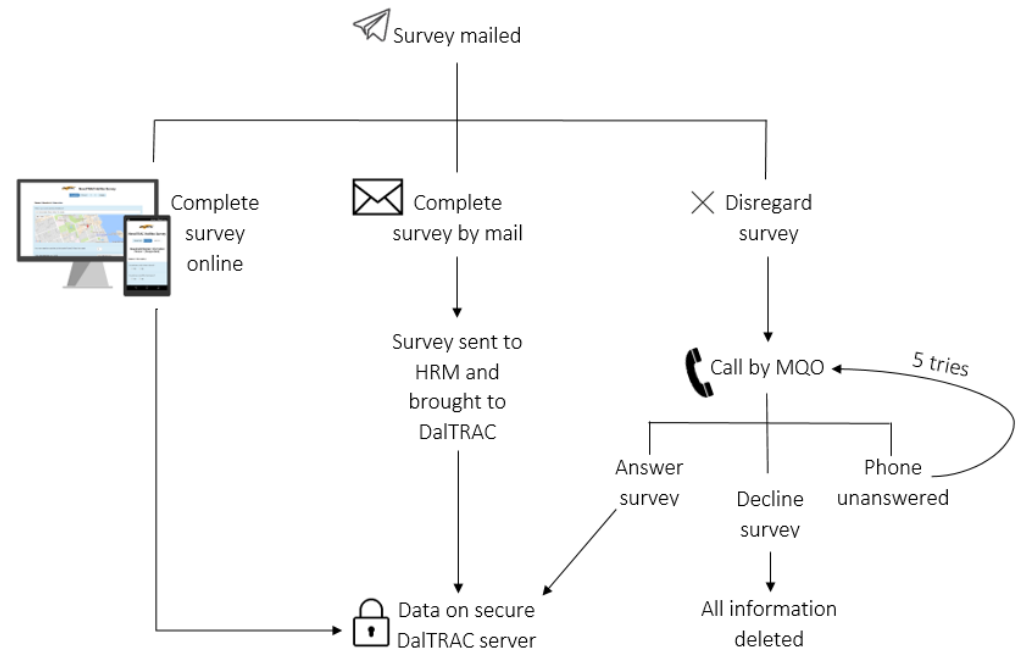 Survey mailed
Complete
survey
online
Complete
survey by mail
Disregard
survey
Survey sent to
HRM and
brought to
DalTRAC
Call by MQO
5 tries
Answer
survey
Decline
survey
Phone
unanswered
Data on secure
DalTRAC server
All information
deleted